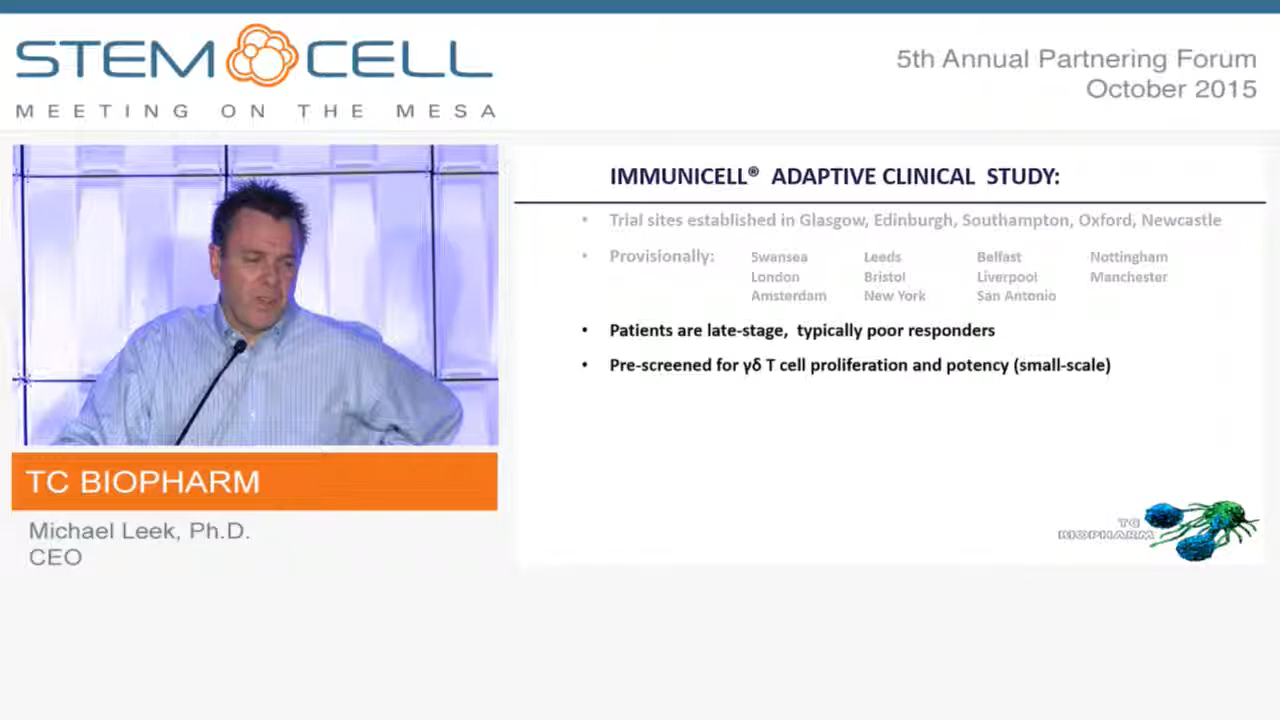 STEM CELL
MEETING ON THE MESA
5th Annual Partnering Forum
October 2015
TC BIOPHARM
Michael Leek, Ph.D.
CEO
IMMUNICELL® ADAPTIVE CLINICAL STUDY:
• Trial sites established in Glasgow, Edinburgh, Southampton, Oxford, Newcastle
• Provisionally: Swansea Leeds Belfast Nottingham
London Bristol Liverpool Manchester
Amsterdam New York San Antonio
• Patients are late-stage, typically poor responders
• Pre-screened for γδ T cell proliferation and potency (small-scale)
TC
BIOPHARM